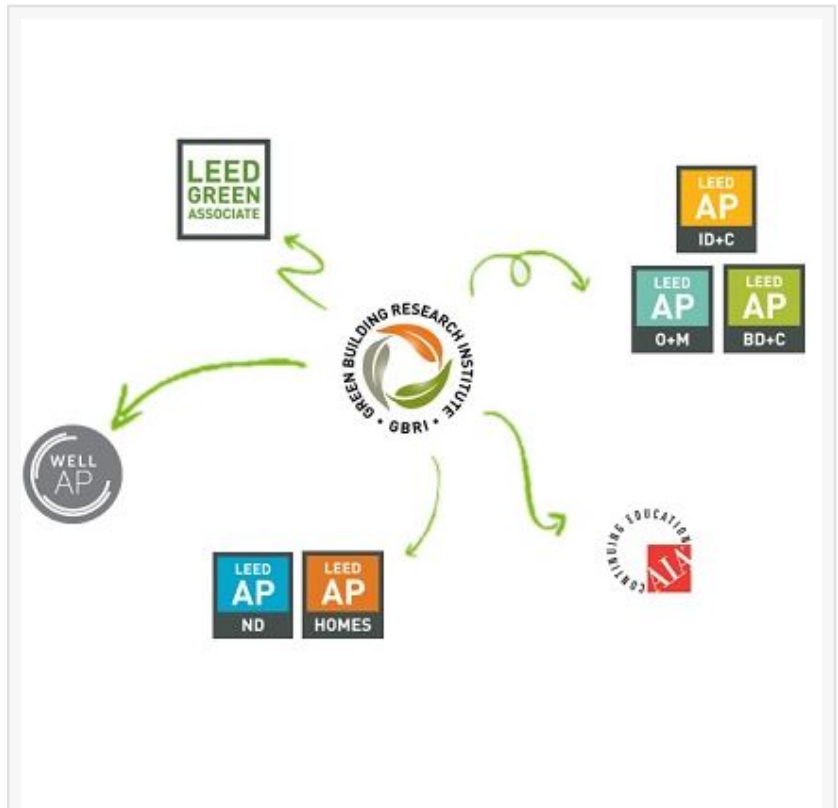 LEED
GREEN
ASSOCIATE
LEED
AP
ID+C
LEED
AP
O+M
LEED
AP
BD+C
GREEN BUILDING RESEARCH INSTITUTE
• GBRI •
WELL
AP
CONTINUING EDUCATION
AIA
LEED
AP
ND
LEED
AP
HOMES